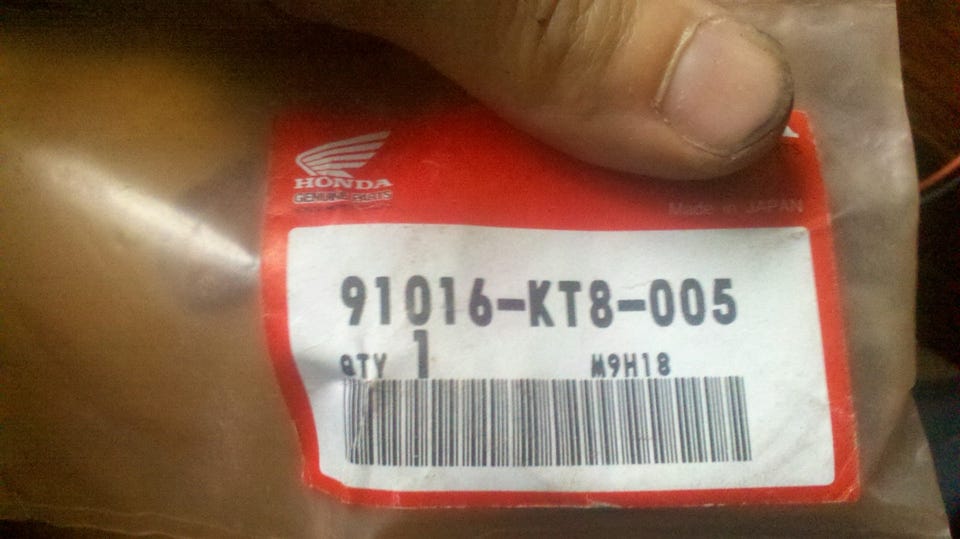 HONDA
GENUINE PARTS
Made in JAPAN
91016-KT8-005
QTY 1 M9H18